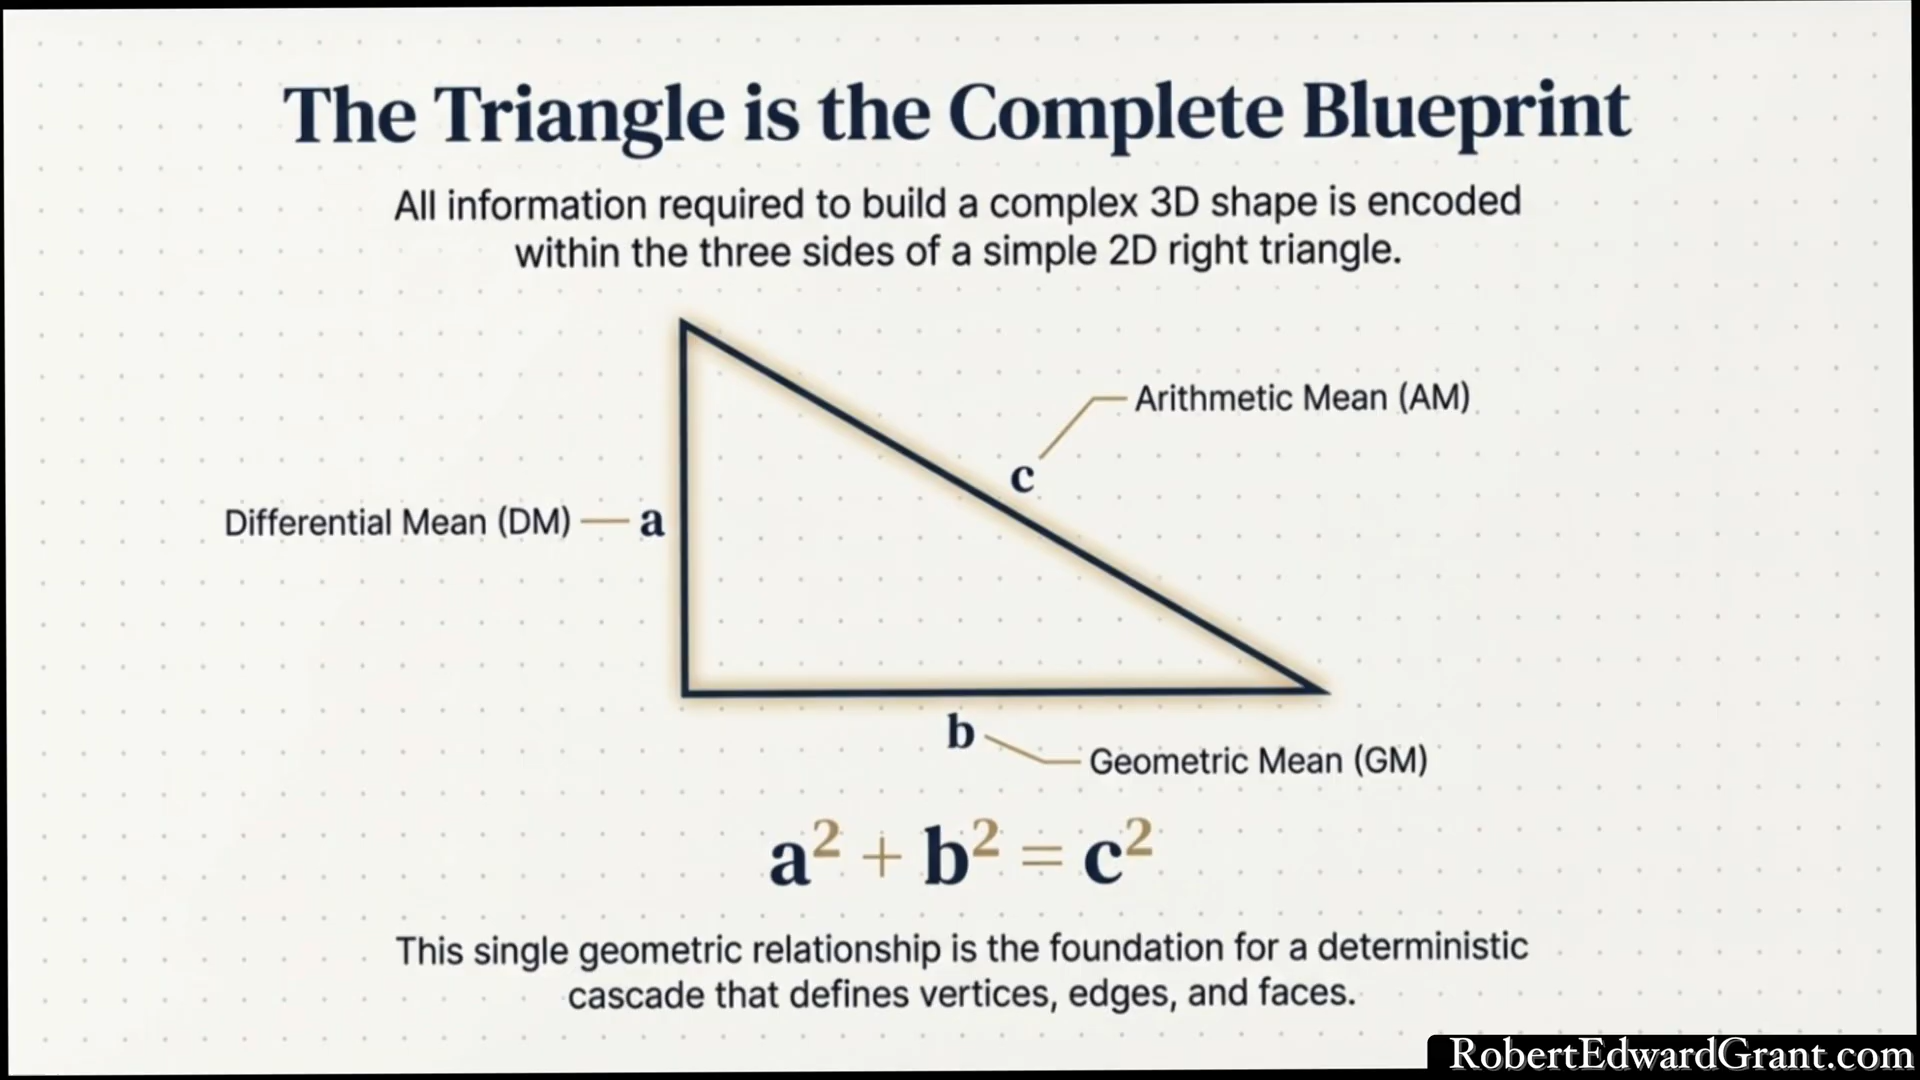 The Triangle is the Complete Blueprint
All information required to build a complex 3D shape is encoded
within the three sides of a simple 2D right triangle.
Arithmetic Mean (AM)
c
Differential Mean (DM)
a
b
Geometric Mean (GM)
a² + b² = c²
This single geometric relationship is the foundation for a deterministic
cascade that defines vertices, edges, and faces.
RobertEdwardGrant.com